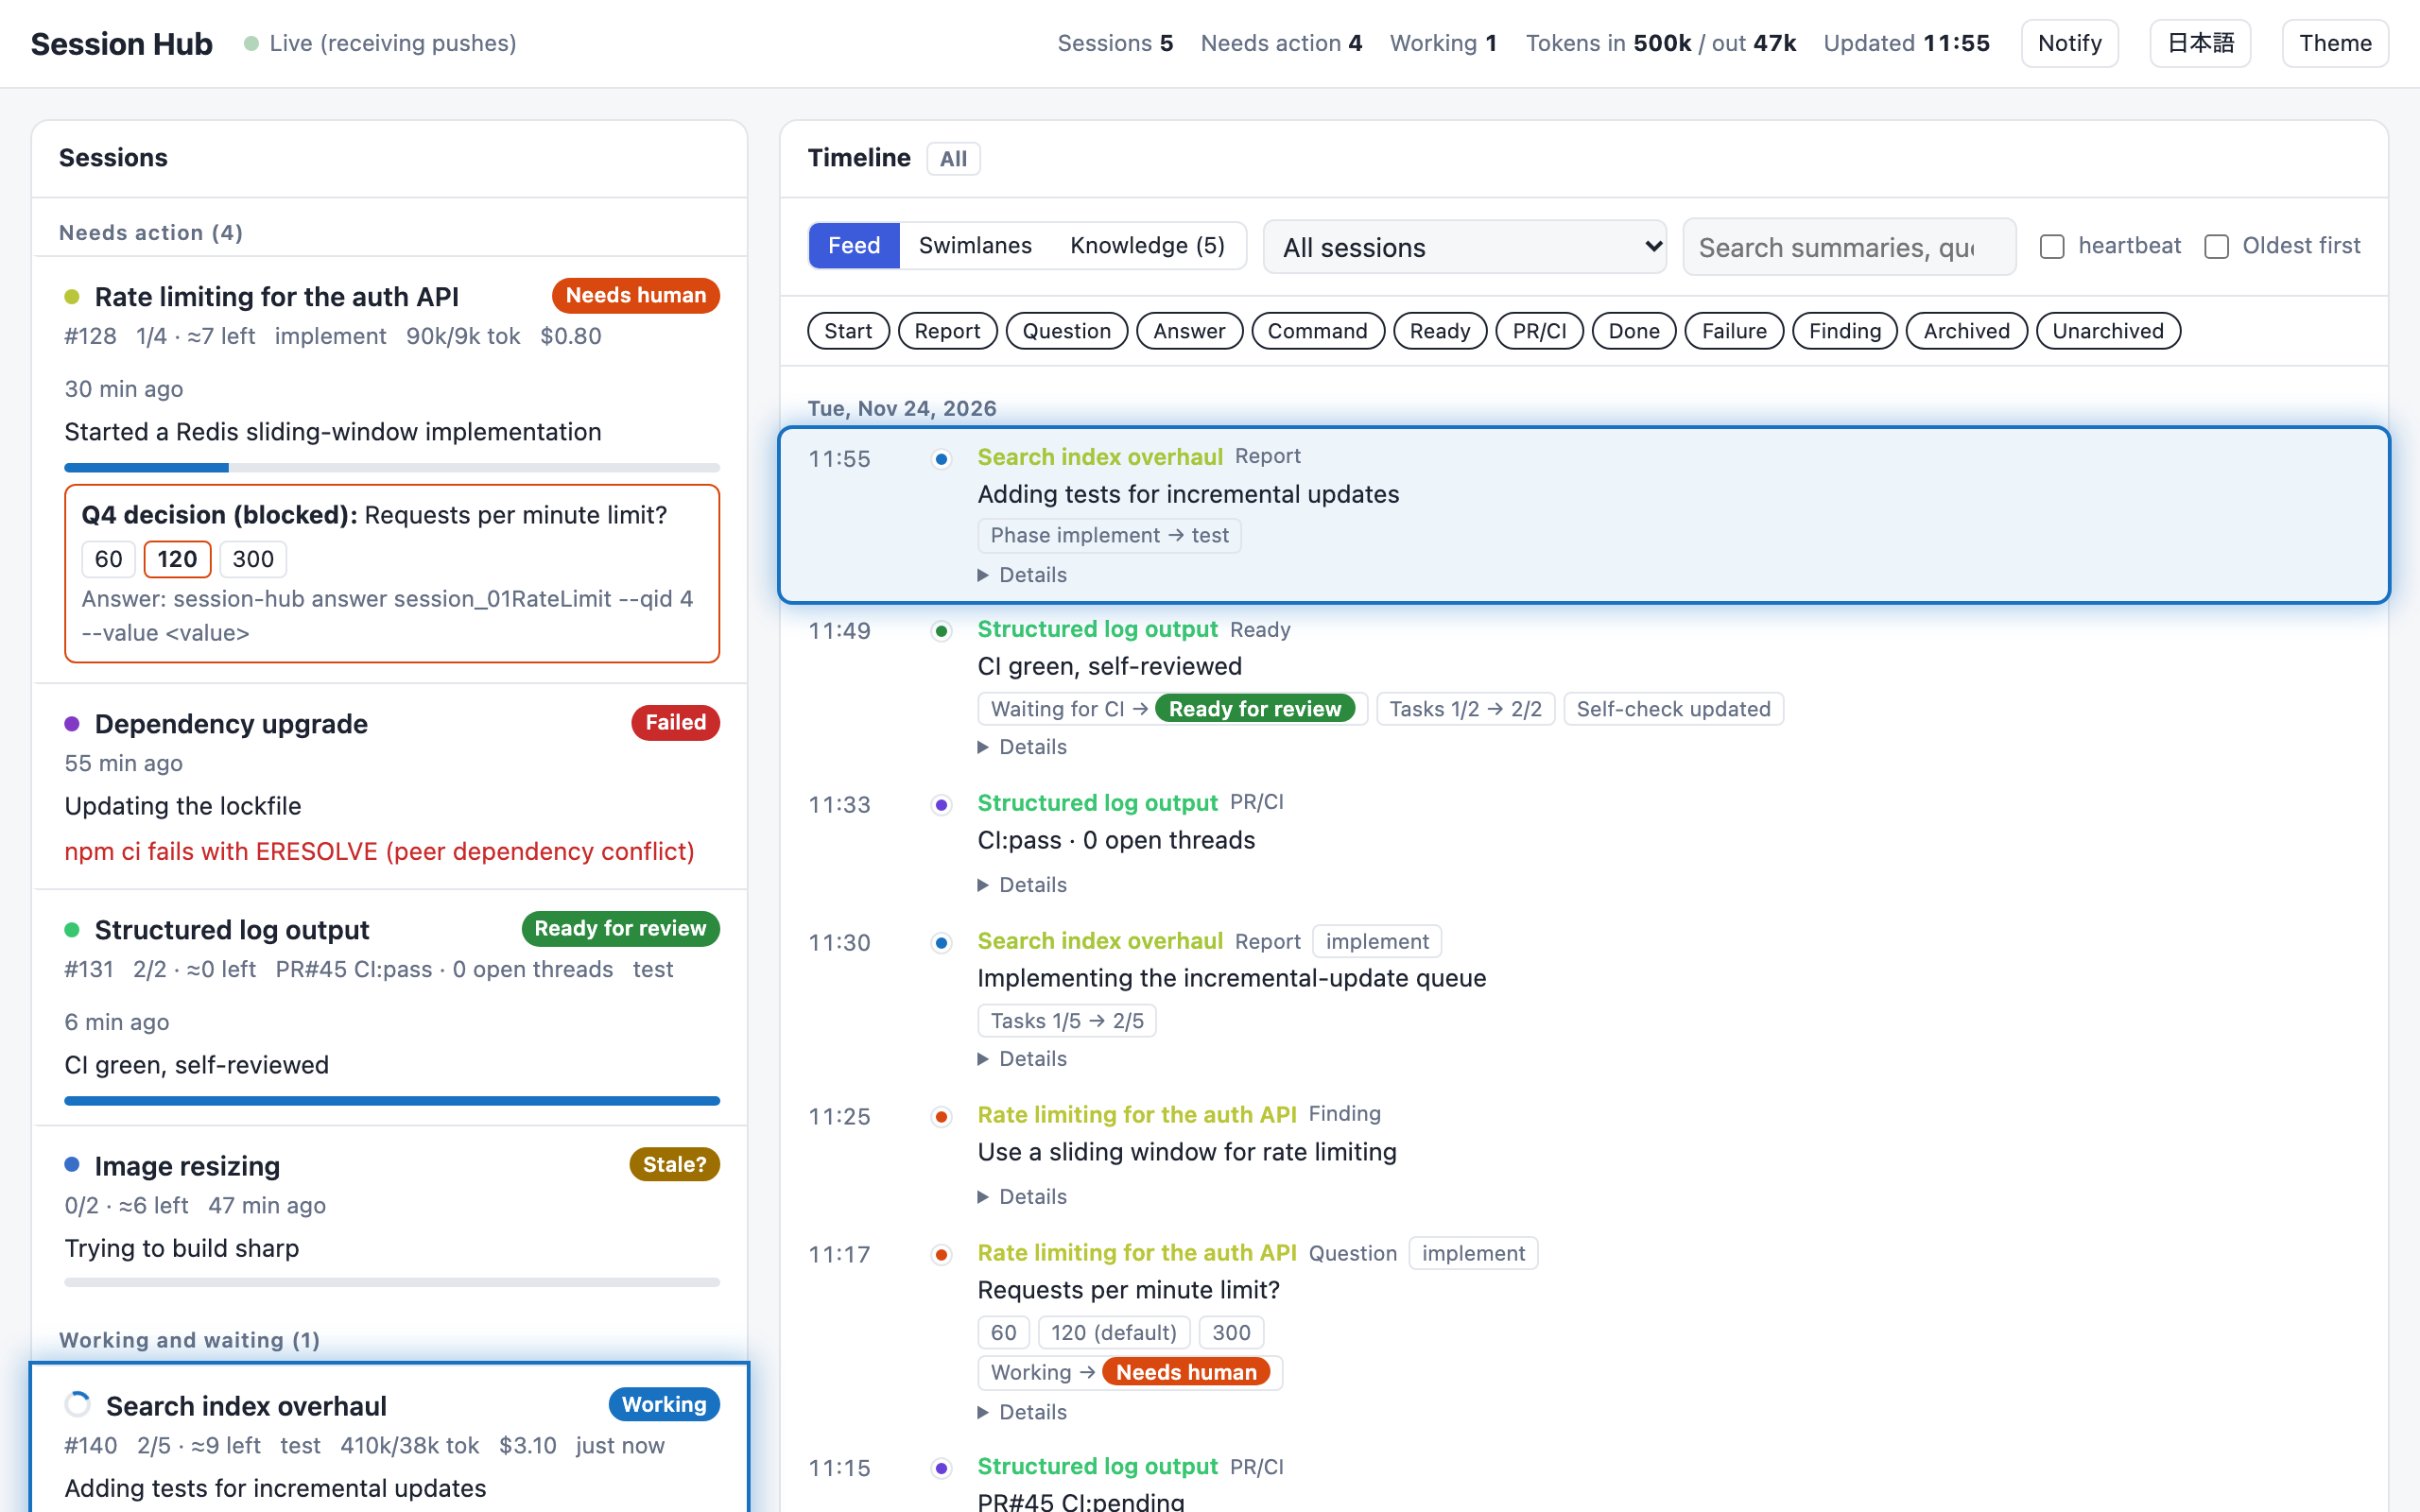 Session Hub
Live (receiving pushes)
Sessions 5
Needs action 4
Working 1
Tokens in 500k / out 47k
Updated 11:55
Notify
日本語
Theme
Sessions
Needs action (4)
Rate limiting for the auth API
Needs human
#128 1/4 · ≈7 left implement 90k/9k tok $0.80
30 min ago
Started a Redis sliding-window implementation
Q4 decision (blocked): Requests per minute limit?
60 120 300
Answer: session-hub answer session_01RateLimit --qid 4
--value <value>
Dependency upgrade
Failed
55 min ago
Updating the lockfile
npm ci fails with ERESOLVE (peer dependency conflict)
Structured log output
Ready for review
#131 2/2 · ≈0 left PR#45 CI:pass · 0 open threads test
6 min ago
CI green, self-reviewed
Image resizing
Stale?
0/2 · ≈6 left 47 min ago
Trying to build sharp
Working and waiting (1)
Search index overhaul
Working
#140 2/5 · ≈9 left test 410k/38k tok $3.10 just now
Adding tests for incremental updates
Timeline
All
Feed
Swimlanes
Knowledge (5)
All sessions
Search summaries, qu
heartbeat
Oldest first
Start Report Question Answer Command Ready PR/CI Done Failure Finding Archived Unarchived
Tue, Nov 24, 2026
11:55
Search index overhaul Report
Adding tests for incremental updates
Phase implement → test
▶ Details
11:49
Structured log output Ready
CI green, self-reviewed
Waiting for CI → Ready for review Tasks 1/2 → 2/2 Self-check updated
▶ Details
11:33
Structured log output PR/CI
CI:pass · 0 open threads
▶ Details
11:30
Search index overhaul Report implement
Implementing the incremental-update queue
Tasks 1/5 → 2/5
▶ Details
11:25
Rate limiting for the auth API Finding
Use a sliding window for rate limiting
▶ Details
11:17
Rate limiting for the auth API Question implement
Requests per minute limit?
60 120 (default) 300
Working → Needs human
▶ Details
11:15
Structured log output PR/CI
PR#45 CI:pending